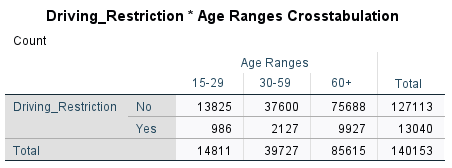 Driving_Restriction * Age Ranges Crosstabulation
Count
Age Ranges
15-29 30-59 60+ Total
Driving_Restriction No 13825 37600 75688 127113
Yes 986 2127 9927 13040
Total 14811 39727 85615 140153